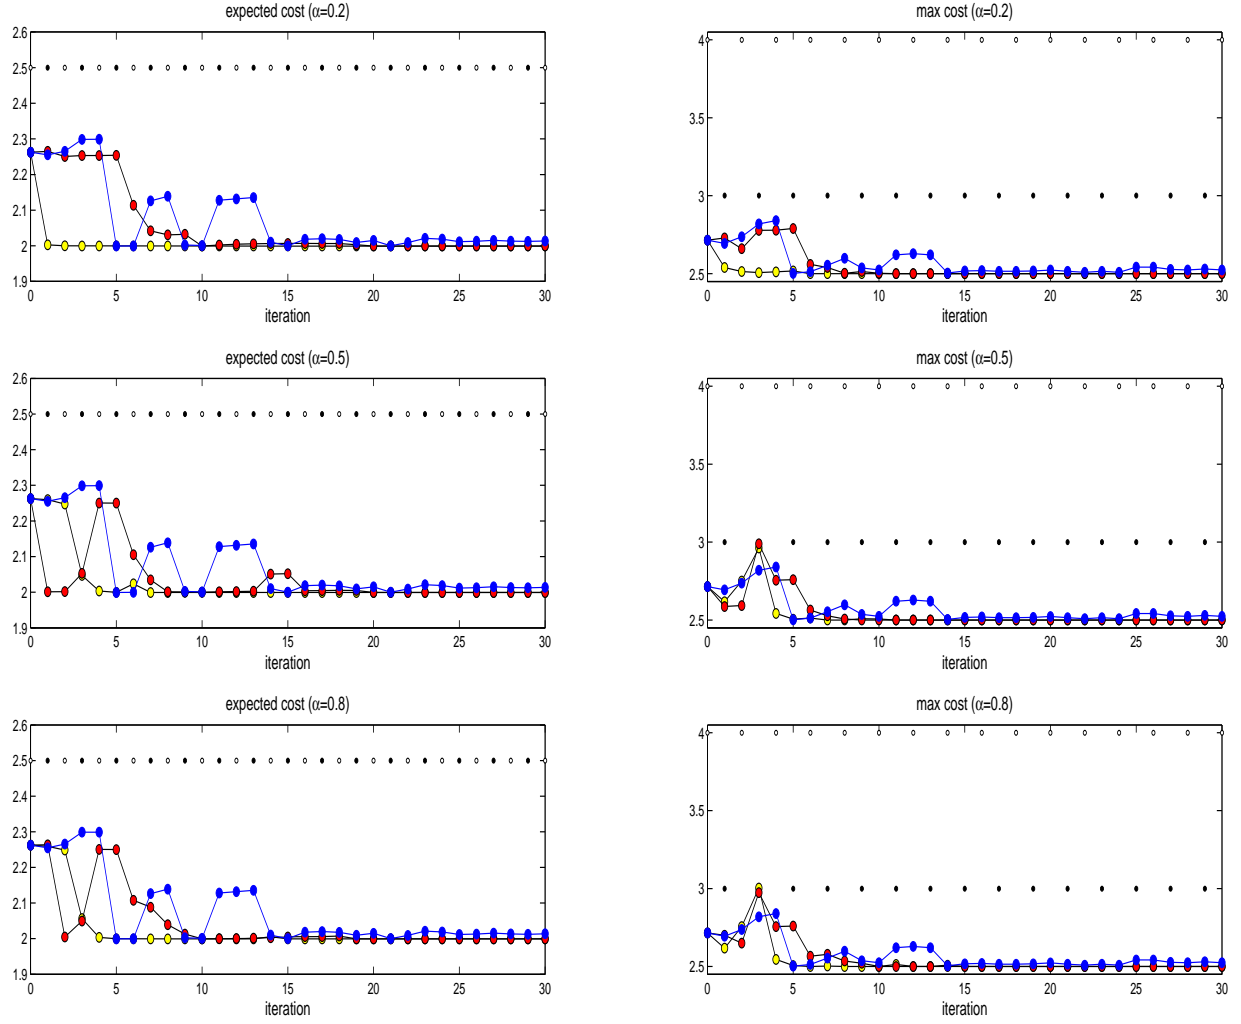 expected cost (α=0.2)
2.6
2.5
2.4
2.3
2.2
2.1
2
1.9
0 5 10 15 20 25 30
iteration
max cost (α=0.2)
4
3.5
3
2.5
0 5 10 15 20 25 30
iteration
expected cost (α=0.5)
2.6
2.5
2.4
2.3
2.2
2.1
2
1.9
0 5 10 15 20 25 30
iteration
max cost (α=0.5)
4
3.5
3
2.5
0 5 10 15 20 25 30
iteration
expected cost (α=0.8)
2.6
2.5
2.4
2.3
2.2
2.1
2
1.9
0 5 10 15 20 25 30
iteration
max cost (α=0.8)
4
3.5
3
2.5
0 5 10 15 20 25 30
iteration